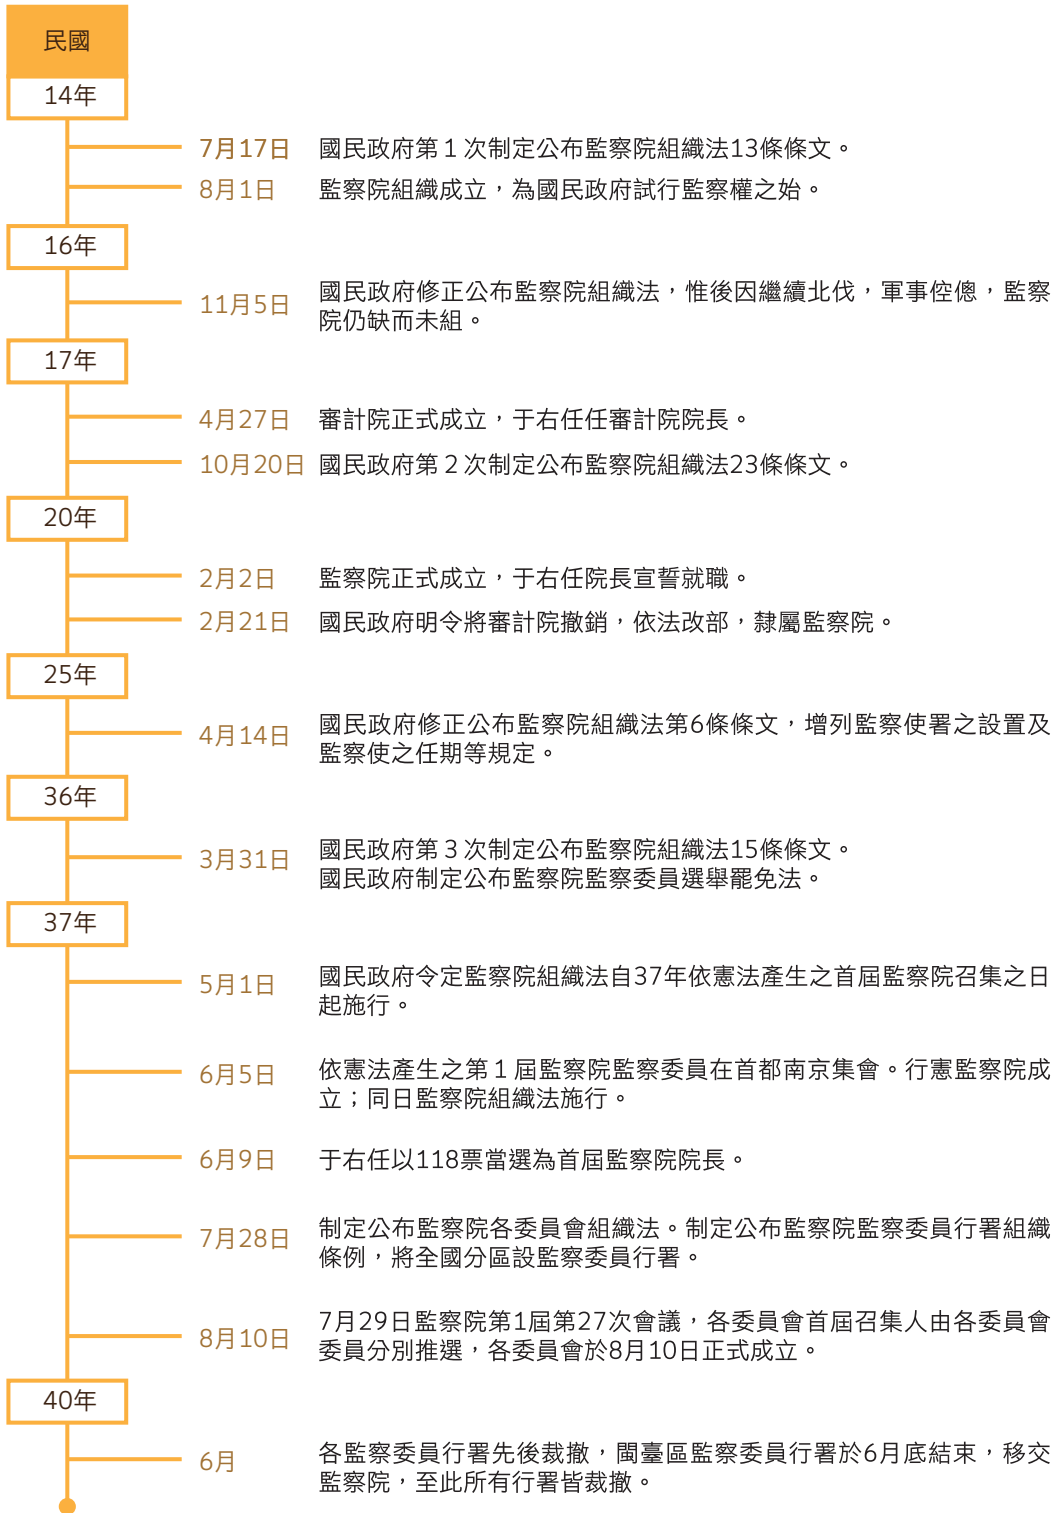 民國
14年
7月17日 國民政府第1次制定公布監察院組織法13條條文。
8月1日 監察院組織成立，為國民政府試行監察權之始。
16年
11月5日 國民政府修正公布監察院組織法，惟後因繼續北伐，軍事倥傯，監察
院仍缺而未組。
17年
4月27日 審計院正式成立，于右任任審計院院長。
10月20日 國民政府第2次制定公布監察院組織法23條條文。
20年
2月2日 監察院正式成立，于右任院長宣誓就職。
2月21日 國民政府明令將審計院撤銷，依法改部，隸屬監察院。
25年
4月14日 國民政府修正公布監察院組織法第6條條文，增列監察使署之設置及
監察使之任期等規定。
36年
3月31日 國民政府第3次制定公布監察院組織法15條條文。
國民政府制定公布監察院監察委員選舉罷免法。
37年
5月1日 國民政府令定監察院組織法自37年依憲法產生之首屆監察院召集之日
起施行。
6月5日 依憲法產生之第1屆監察院監察委員在首都南京集會。行憲監察院成
立；同日監察院組織法施行。
6月9日 于右任以118票當選為首屆監察院院長。
7月28日 制定公布監察院各委員會組織法。制定公布監察院監察委員行署組織
條例，將全國分區設監察委員行署。
8月10日 7月29日監察院第1屆第27次會議，各委員會首屆召集人由各委員會
委員分別推選，各委員會於8月10日正式成立。
40年
6月 各監察委員行署先後裁撤，閩臺區監察委員行署於6月底結束，移交
監察院，至此所有行署皆裁撤。